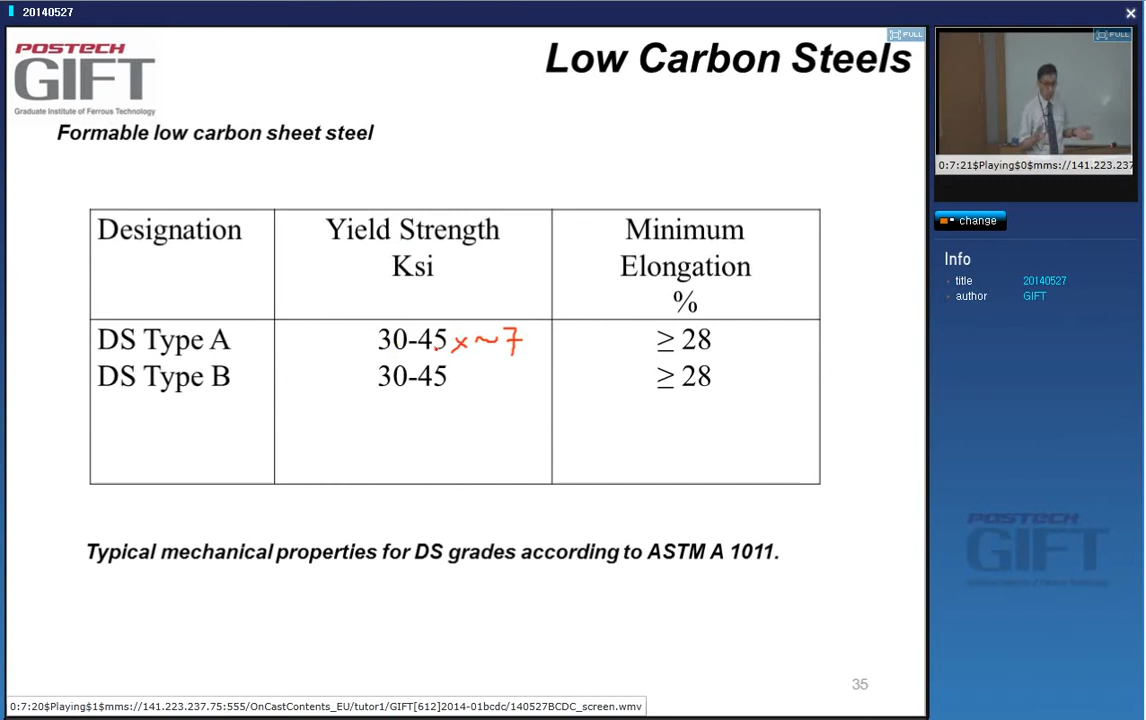 20140527
FULL
FULL
POSTECH
GIFT
Graduate Institute of Ferrous Technology
Low Carbon Steels
Formable low carbon sheet steel
Designation Yield Strength Ksi Minimum Elongation %
DS Type A 30-45 × ~ 7 ≥ 28
DS Type B 30-45 ≥ 28
Typical mechanical properties for DS grades according to ASTM A 1011.
35
0:7:20$Playing$1$mms://141.223.237.75:555/OnCastContents_EU/tutor1/GIFT[612]2014-01bcdc/140527BCDC_screen.wmv
0:7:21$Playing$0$mms://141.223.237
change
Info
title 20140527
author GIFT
POSTECH
GIFT